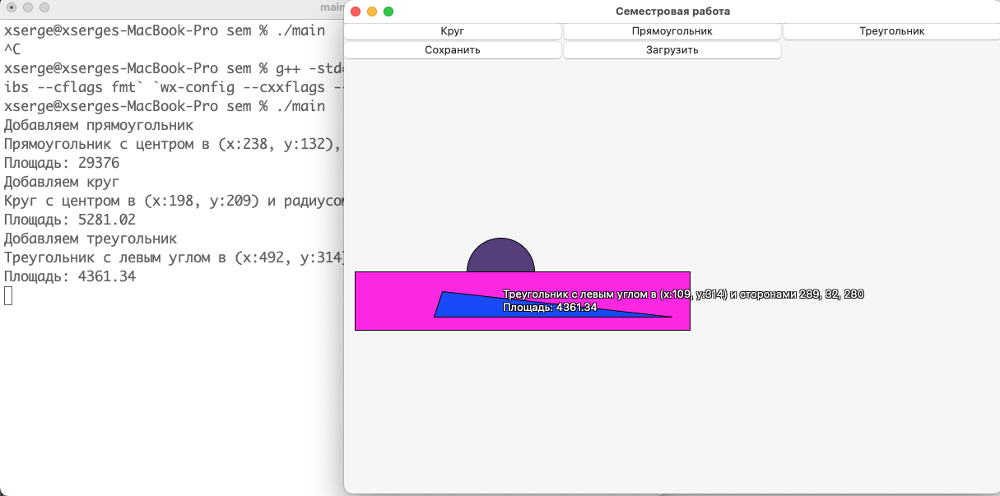 main
xserge@xserges-MacBook-Pro sem % ./main
^C
xserge@xserges-MacBook-Pro sem % g++ -std=
ibs --cflags fmt` `wx-config --cxxflags -
xserge@xserges-MacBook-Pro sem % ./main
Добавляем прямоугольник
Прямоугольник с центром в (x:238, y:132),
Площадь: 29376
Добавляем круг
Круг с центром в (x:198, y:209) и радиусом
Площадь: 5281.02
Добавляем треугольник
Треугольник с левым углом в (x:492, y:314)
Площадь: 4361.34
Семестровая работа
Круг Прямоугольник Треугольник
Сохранить Загрузить
Треугольник с левым углом в (x:109, y:314) и сторонами 289, 32, 280
Площадь: 4361.34